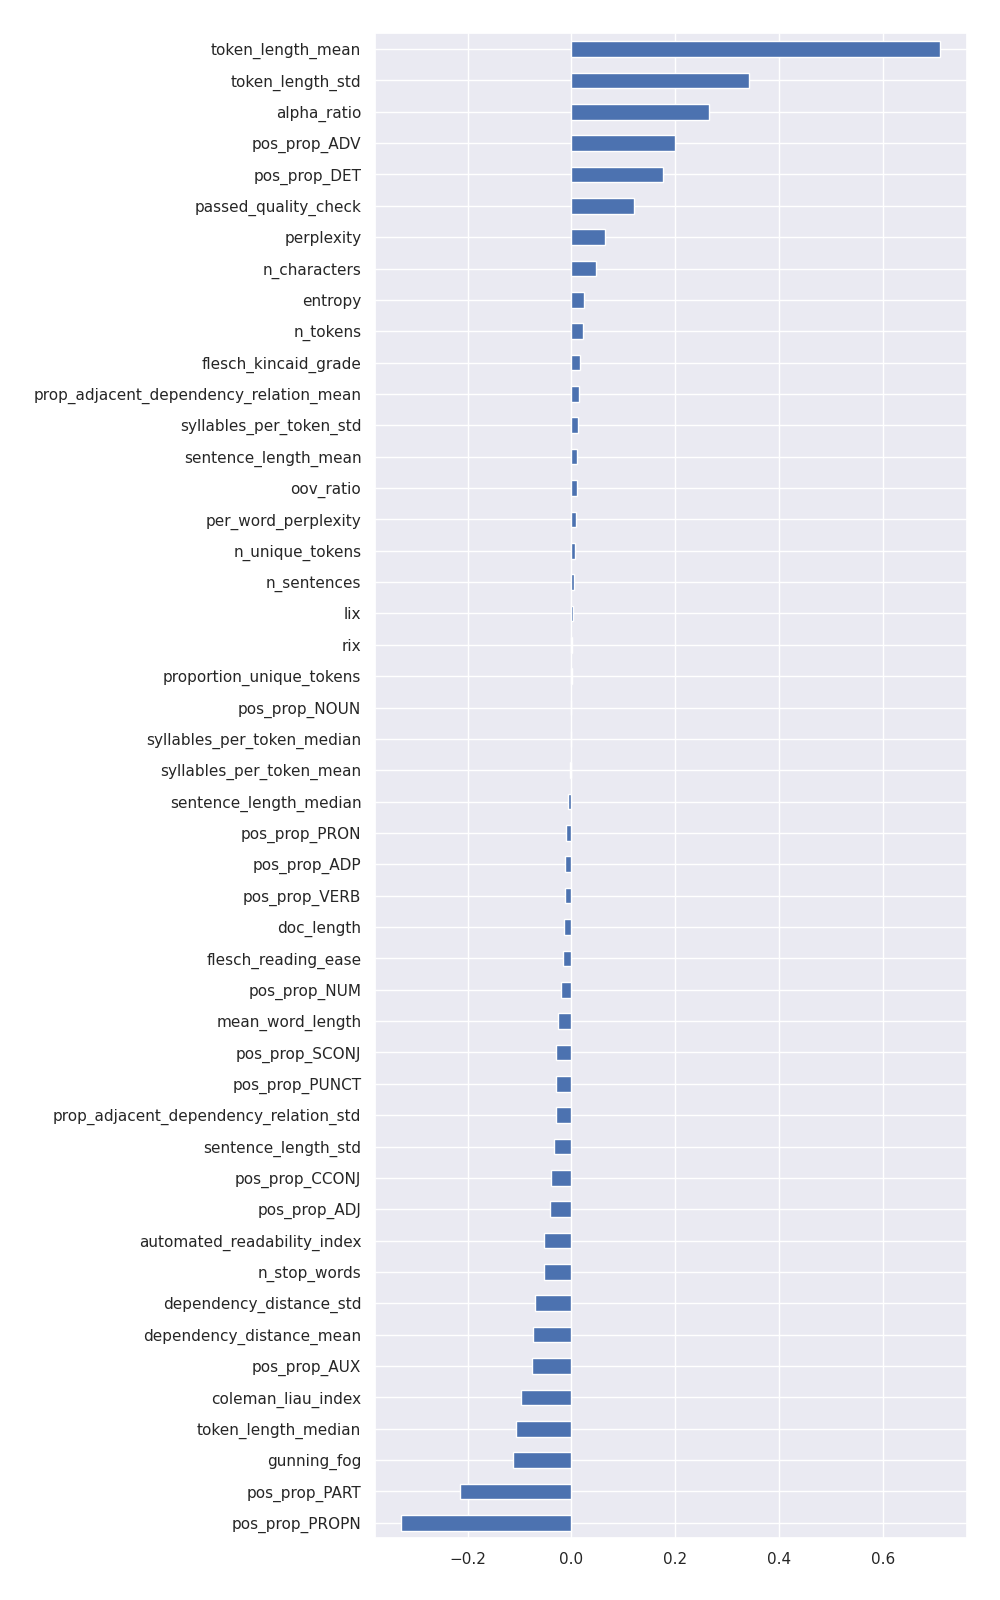 token_length_mean
token_length_std
alpha_ratio
pos_prop_ADV
pos_prop_DET
passed_quality_check
perplexity
n_characters
entropy
n_tokens
flesch_kincaid_grade
prop_adjacent_dependency_relation_mean
syllables_per_token_std
sentence_length_mean
oov_ratio
per_word_perplexity
n_unique_tokens
n_sentences
lix
rix
proportion_unique_tokens
pos_prop_NOUN
syllables_per_token_median
syllables_per_token_mean
sentence_length_median
pos_prop_PRON
pos_prop_ADP
pos_prop_VERB
doc_length
flesch_reading_ease
pos_prop_NUM
mean_word_length
pos_prop_SCONJ
pos_prop_PUNCT
prop_adjacent_dependency_relation_std
sentence_length_std
pos_prop_CCONJ
pos_prop_ADJ
automated_readability_index
n_stop_words
dependency_distance_std
dependency_distance_mean
pos_prop_AUX
coleman_liau_index
token_length_median
gunning_fog
pos_prop_PART
pos_prop_PROPN
−0.2 0.0 0.2 0.4 0.6